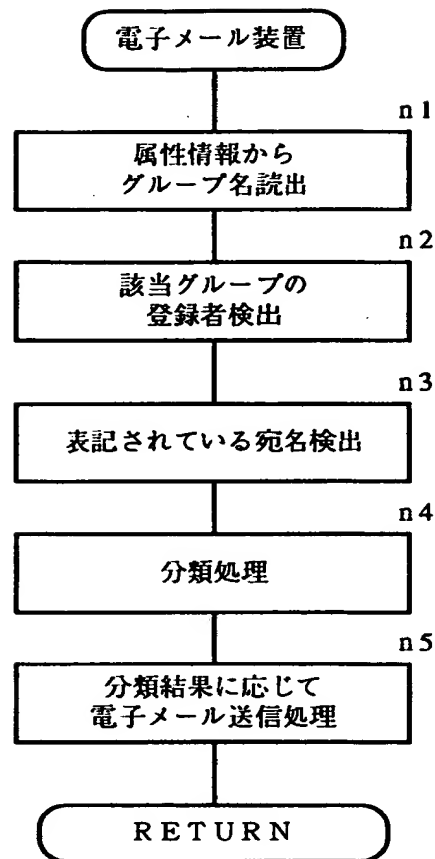 電子メール装置
n1
属性情報から
グループ名読出
n2
該当グループの
登録者検出
n3
表記されている宛名検出
n4
分類処理
n5
分類結果に応じて
電子メール送信処理
RETURN